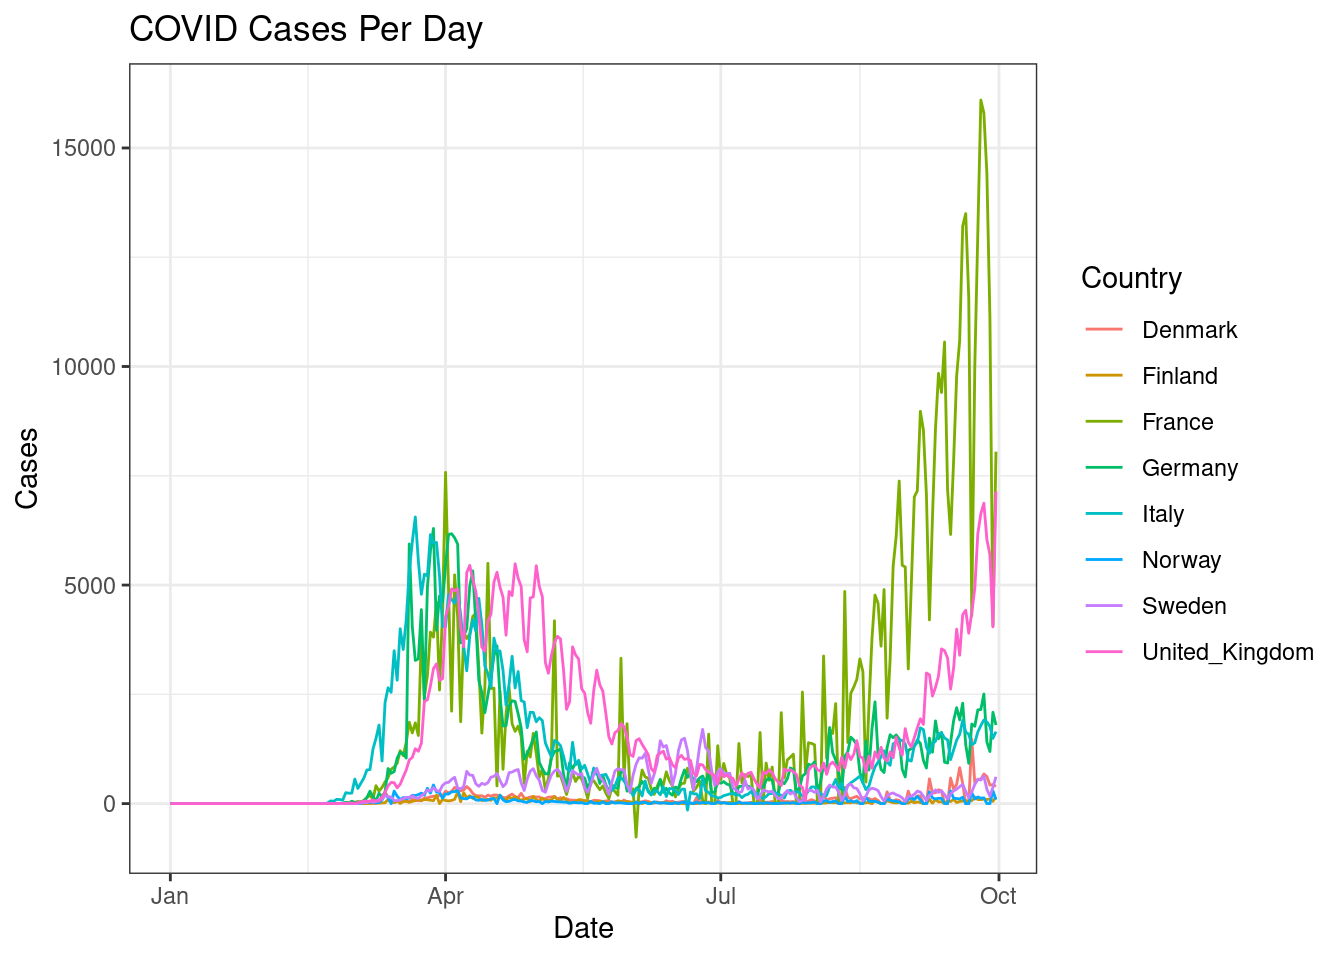 COVID Cases Per Day
15000
10000
5000
0
Cases
Jan
Apr
Jul
Oct
Date
Country
Denmark
Finland
France
Germany
Italy
Norway
Sweden
United_Kingdom